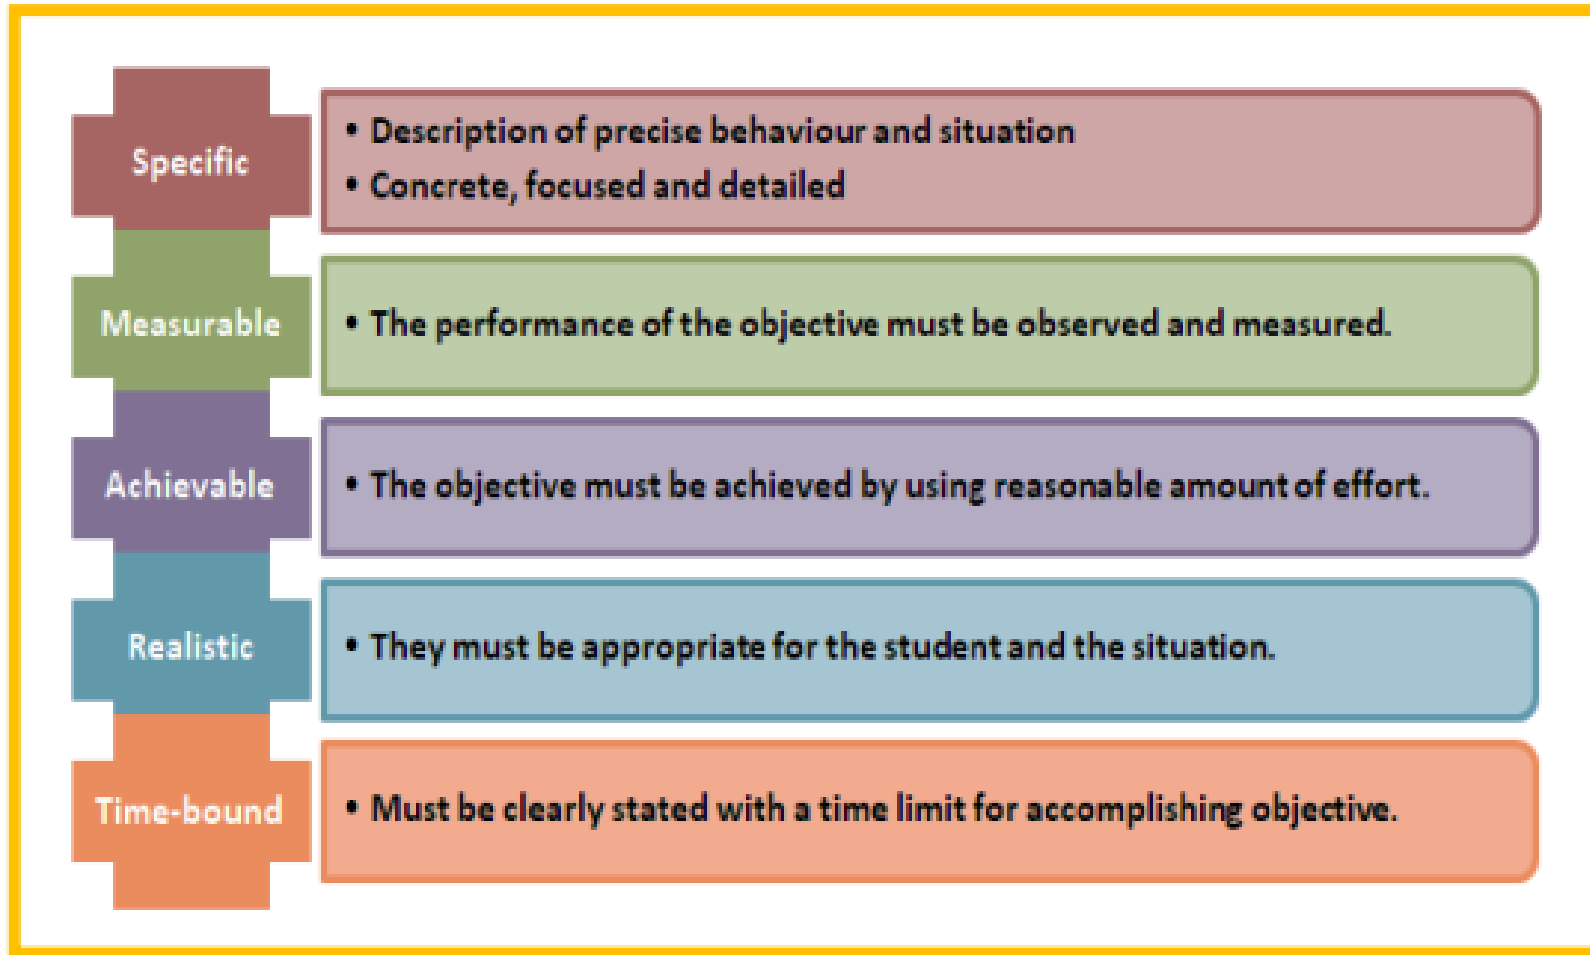 Specific
• Description of precise behaviour and situation
• Concrete, focused and detailed
Measurable
• The performance of the objective must be observed and measured.
Achievable
• The objective must be achieved by using reasonable amount of effort.
Realistic
• They must be appropriate for the student and the situation.
Time-bound
• Must be clearly stated with a time limit for accomplishing objective.